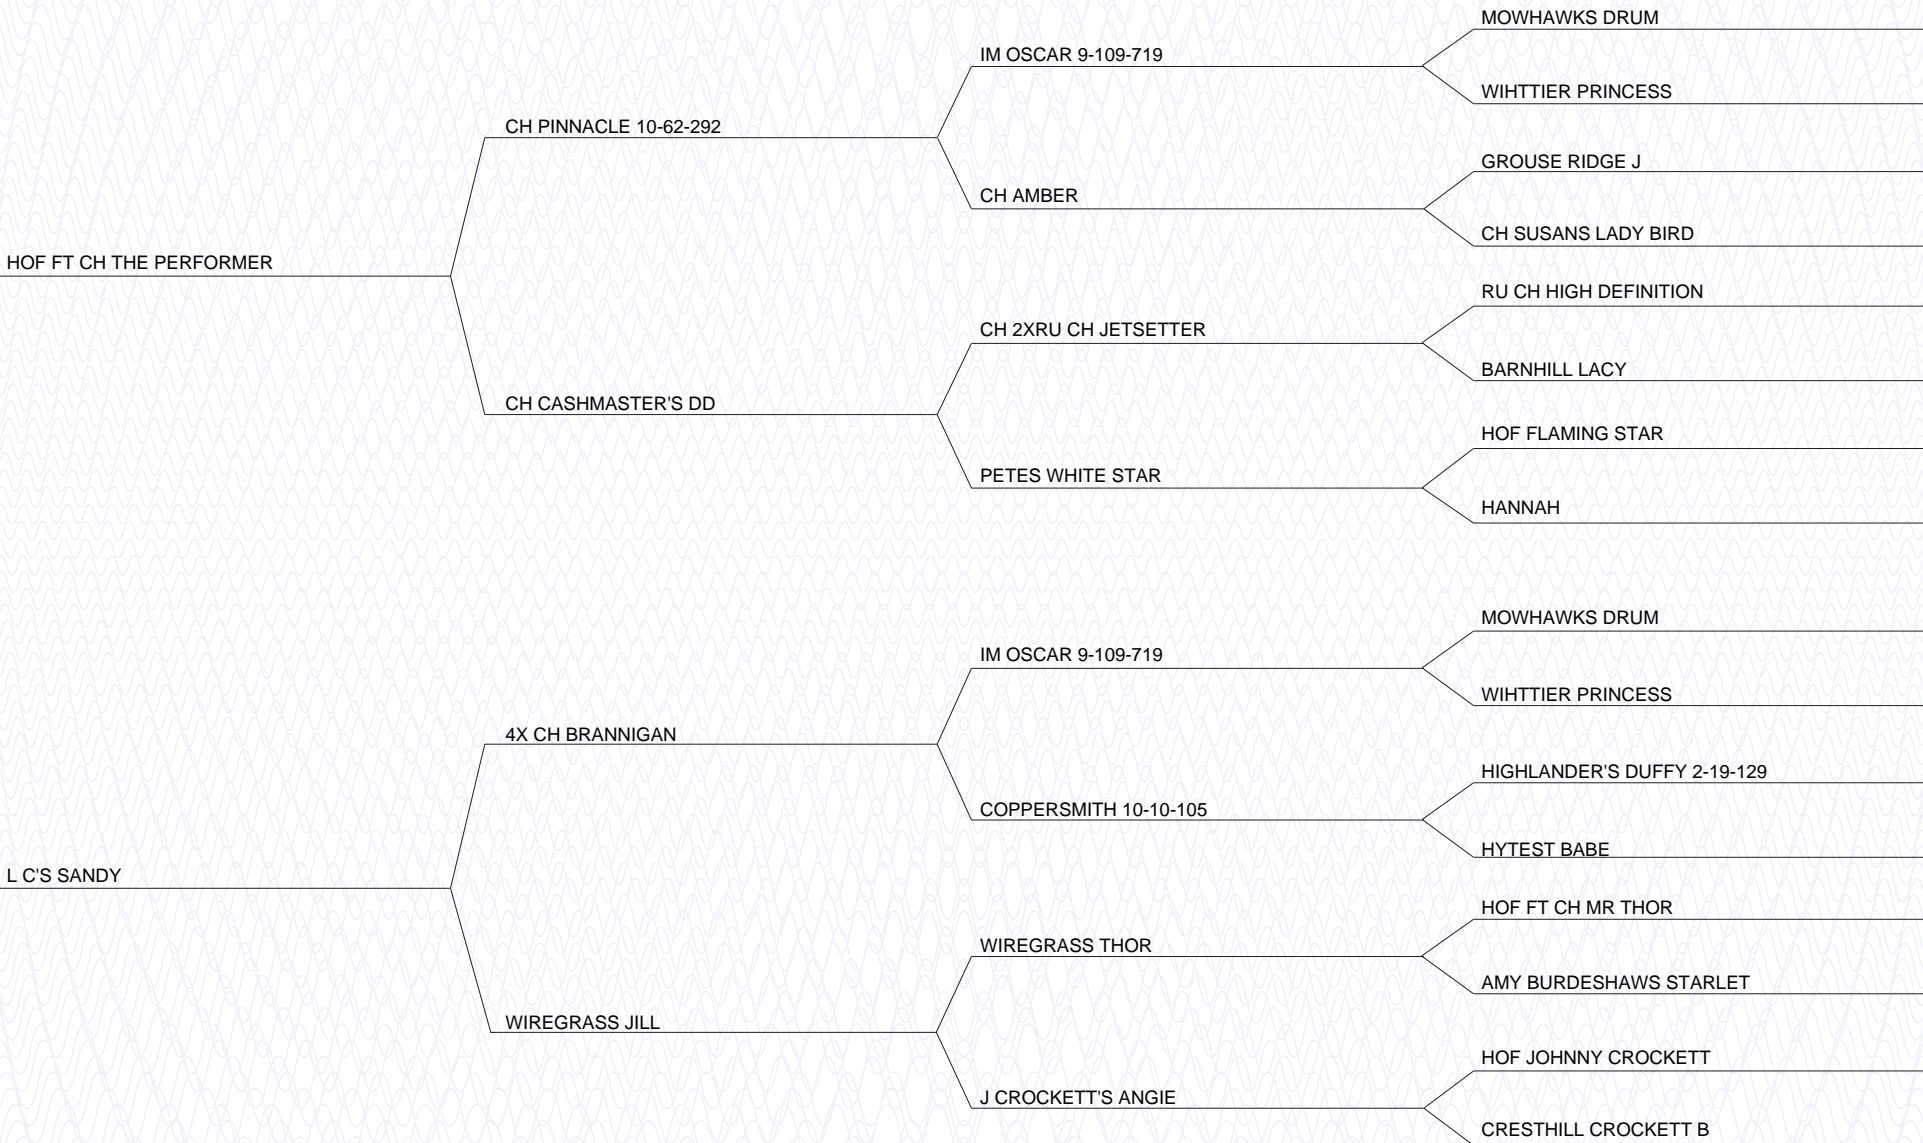 MOWHAWKS DRUM
IM OSCAR 9-109-719
WIHTTIER PRINCESS
CH PINNACLE 10-62-292
GROUSE RIDGE J
CH AMBER
CH SUSANS LADY BIRD
HOF FT CH THE PERFORMER
RU CH HIGH DEFINITION
CH 2XRU CH JETSETTER
BARNHILL LACY
CH CASHMASTER'S DD
HOF FLAMING STAR
PETES WHITE STAR
HANNAH
MOWHAWKS DRUM
IM OSCAR 9-109-719
WIHTTIER PRINCESS
4X CH BRANNIGAN
HIGHLANDER'S DUFFY 2-19-129
COPPERSMITH 10-10-105
HYTEST BABE
L C'S SANDY
HOF FT CH MR THOR
WIREGRASS THOR
AMY BURDESHAWS STARLET
WIREGRASS JILL
HOF JOHNNY CROCKETT
J CROCKETT'S ANGIE
CRESTHILL CROCKETT B